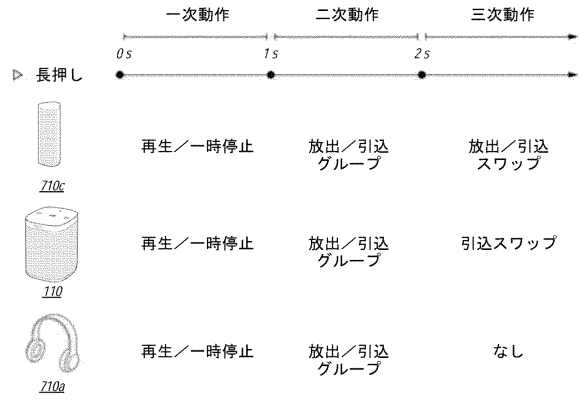 一次動作 二次動作 三次動作
0s 1s 2s
長押し
再生／一時停止 放出／引込 放出／引込
グループ スワップ
710c
再生／一時停止 放出／引込 引込スワップ
グループ
110
再生／一時停止 放出／引込 なし
グループ
710a